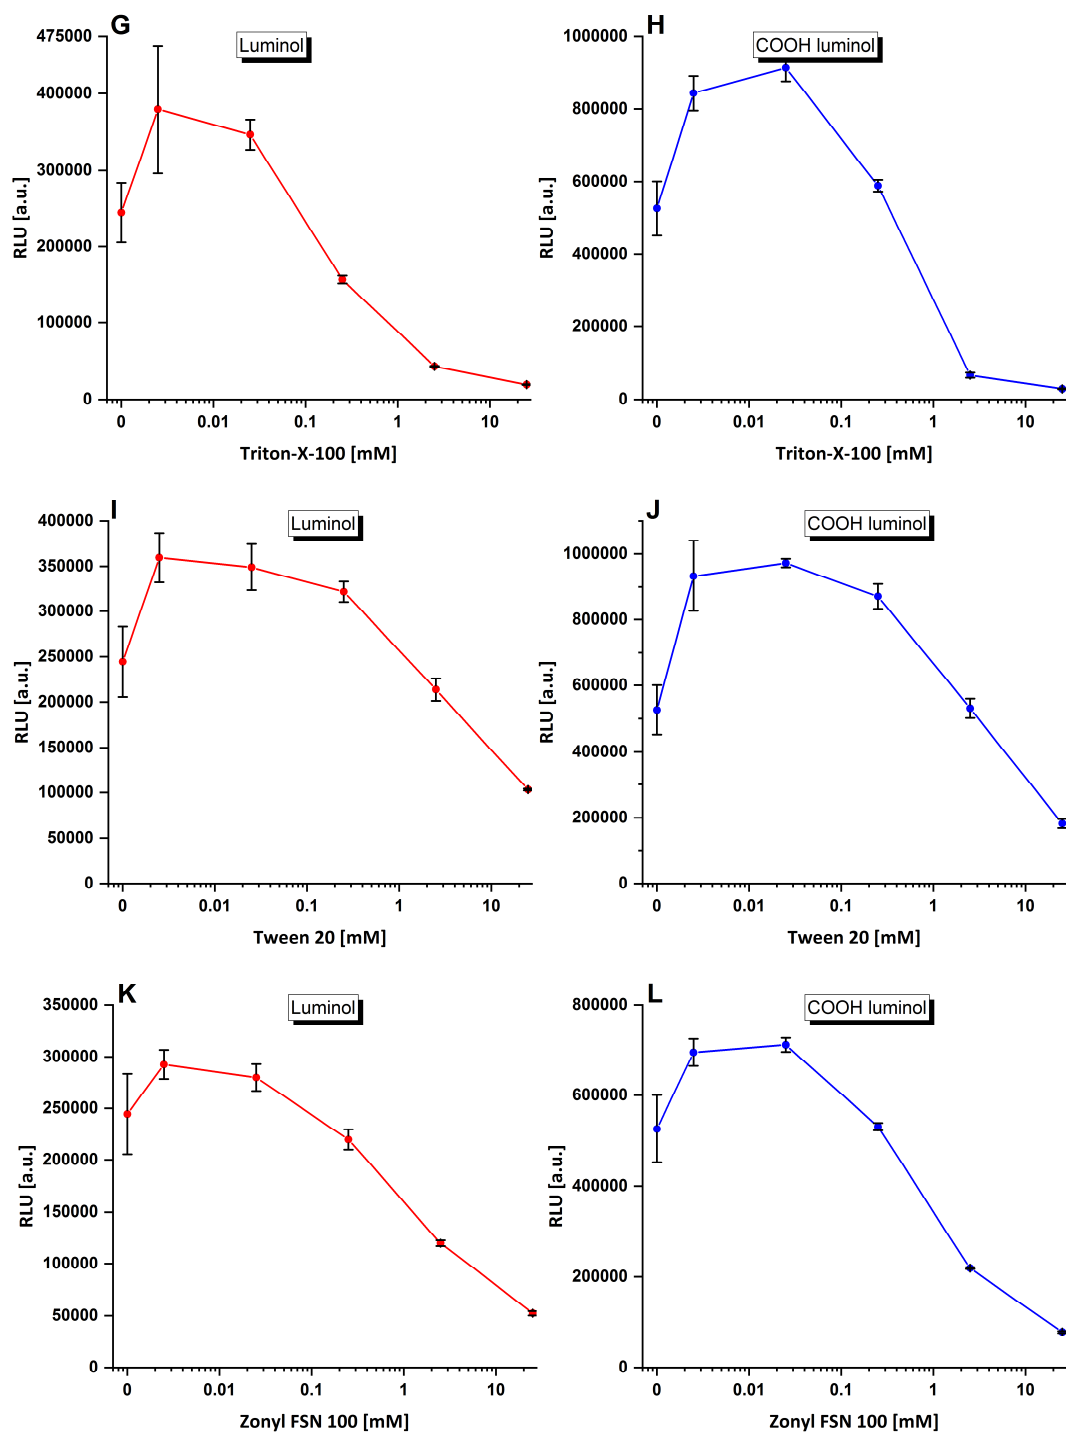 G
Luminol
475000
400000
300000
200000
100000
0
RLU [a.u.]
0 0.01 0.1 1 10
Triton-X-100 [mM]
H
COOH luminol
1000000
800000
600000
400000
200000
0
RLU [a.u.]
0 0.01 0.1 1 10
Triton-X-100 [mM]
I
Luminol
400000
350000
300000
250000
200000
150000
100000
50000
0
RLU [a.u.]
0 0.01 0.1 1 10
Tween 20 [mM]
J
COOH luminol
1000000
800000
600000
400000
200000
0
RLU [a.u.]
0 0.01 0.1 1 10
Tween 20 [mM]
K
Luminol
350000
300000
250000
200000
150000
100000
50000
0
RLU [a.u.]
0 0.01 0.1 1 10
Zonyl FSN 100 [mM]
L
COOH luminol
800000
600000
400000
200000
0
RLU [a.u.]
0 0.01 0.1 1 10
Zonyl FSN 100 [mM]